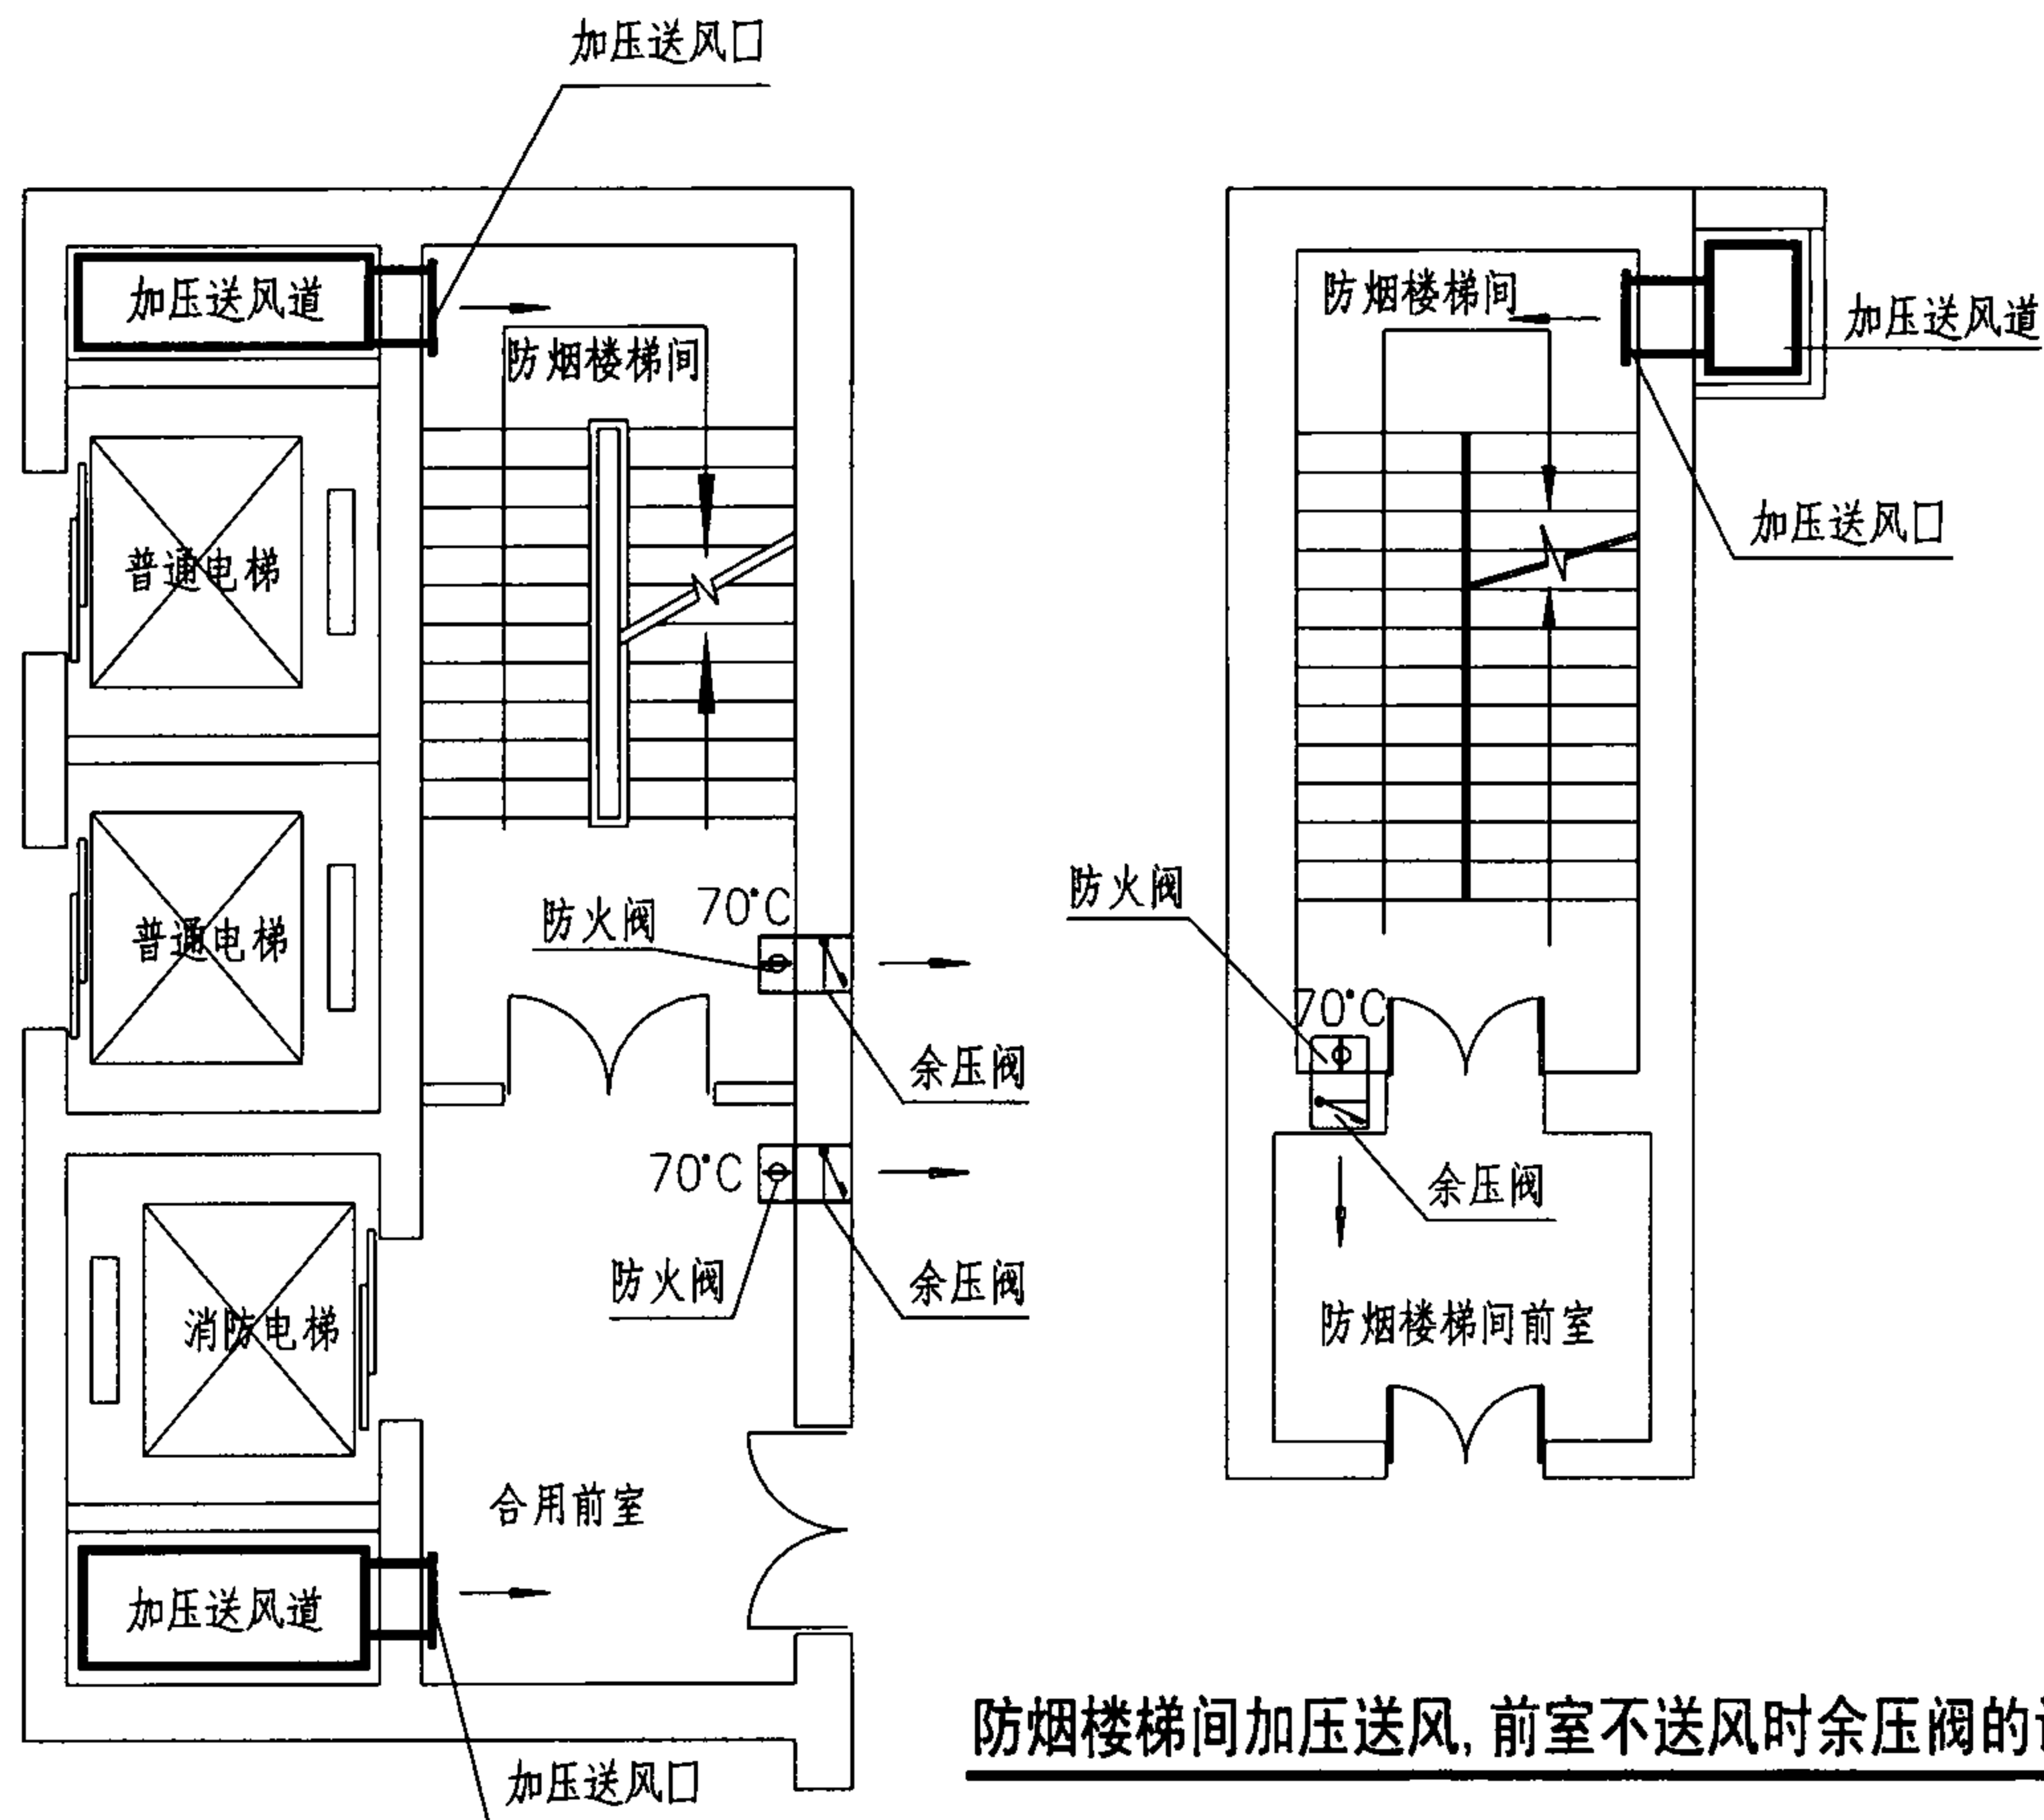 加压送风口
加压送风道
防烟楼梯间
普通电梯
普通电梯
防火阀
70°C
余压阀
70°C
防火阀
余压阀
消防电梯
合用前室
加压送风道
加压送风口
防烟楼梯间
加压送风道
加压送风口
防火阀
70°C
余压阀
防烟楼梯间前室
防烟楼梯间加压送风,前室不送风时余压阀的